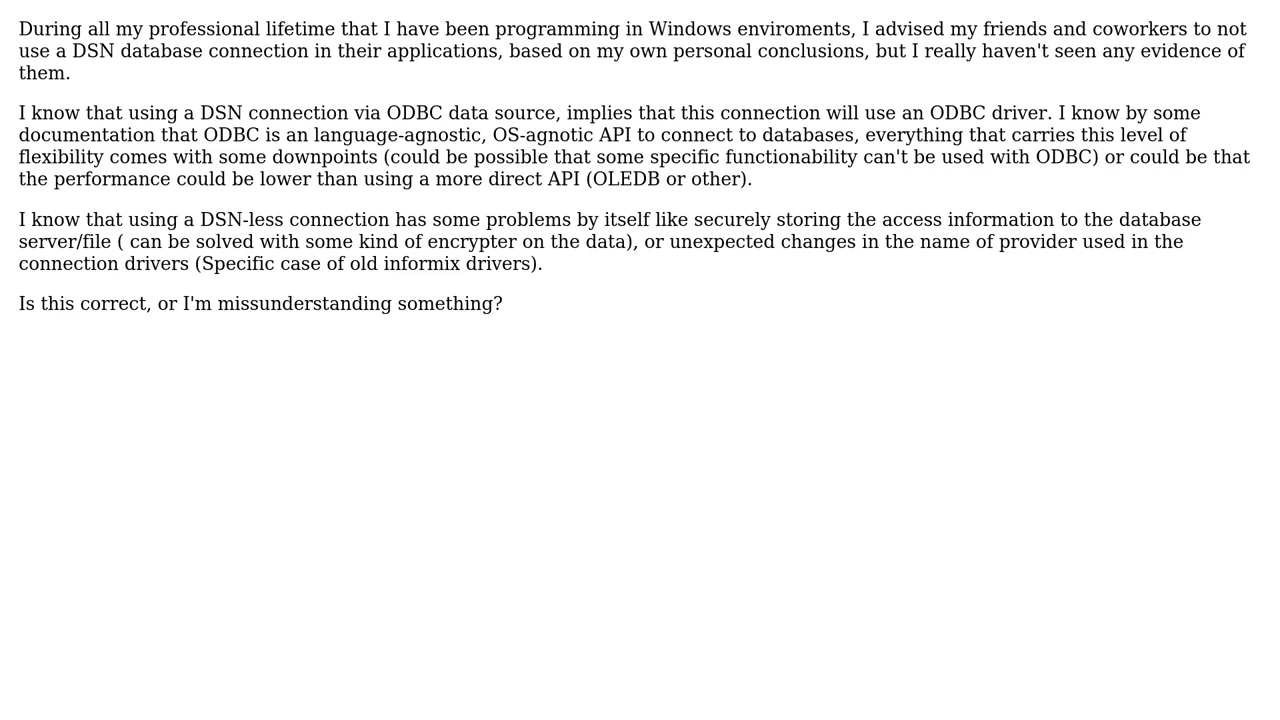 During all my professional lifetime that I have been programming in Windows enviroments, I advised my friends and coworkers to not
use a DSN database connection in their applications, based on my own personal conclusions, but I really haven't seen any evidence of
them.
I know that using a DSN connection via ODBC data source, implies that this connection will use an ODBC driver. I know by some
documentation that ODBC is an language-agnostic, OS-agnotic API to connect to databases, everything that carries this level of
flexibility comes with some downpoints (could be possible that some specific functionability can't be used with ODBC) or could be that
the performance could be lower than using a more direct API (OLEDB or other).
I know that using a DSN-less connection has some problems by itself like securely storing the access information to the database
server/file ( can be solved with some kind of encrypter on the data), or unexpected changes in the name of provider used in the
connection drivers (Specific case of old informix drivers).
Is this correct, or I'm missunderstanding something?